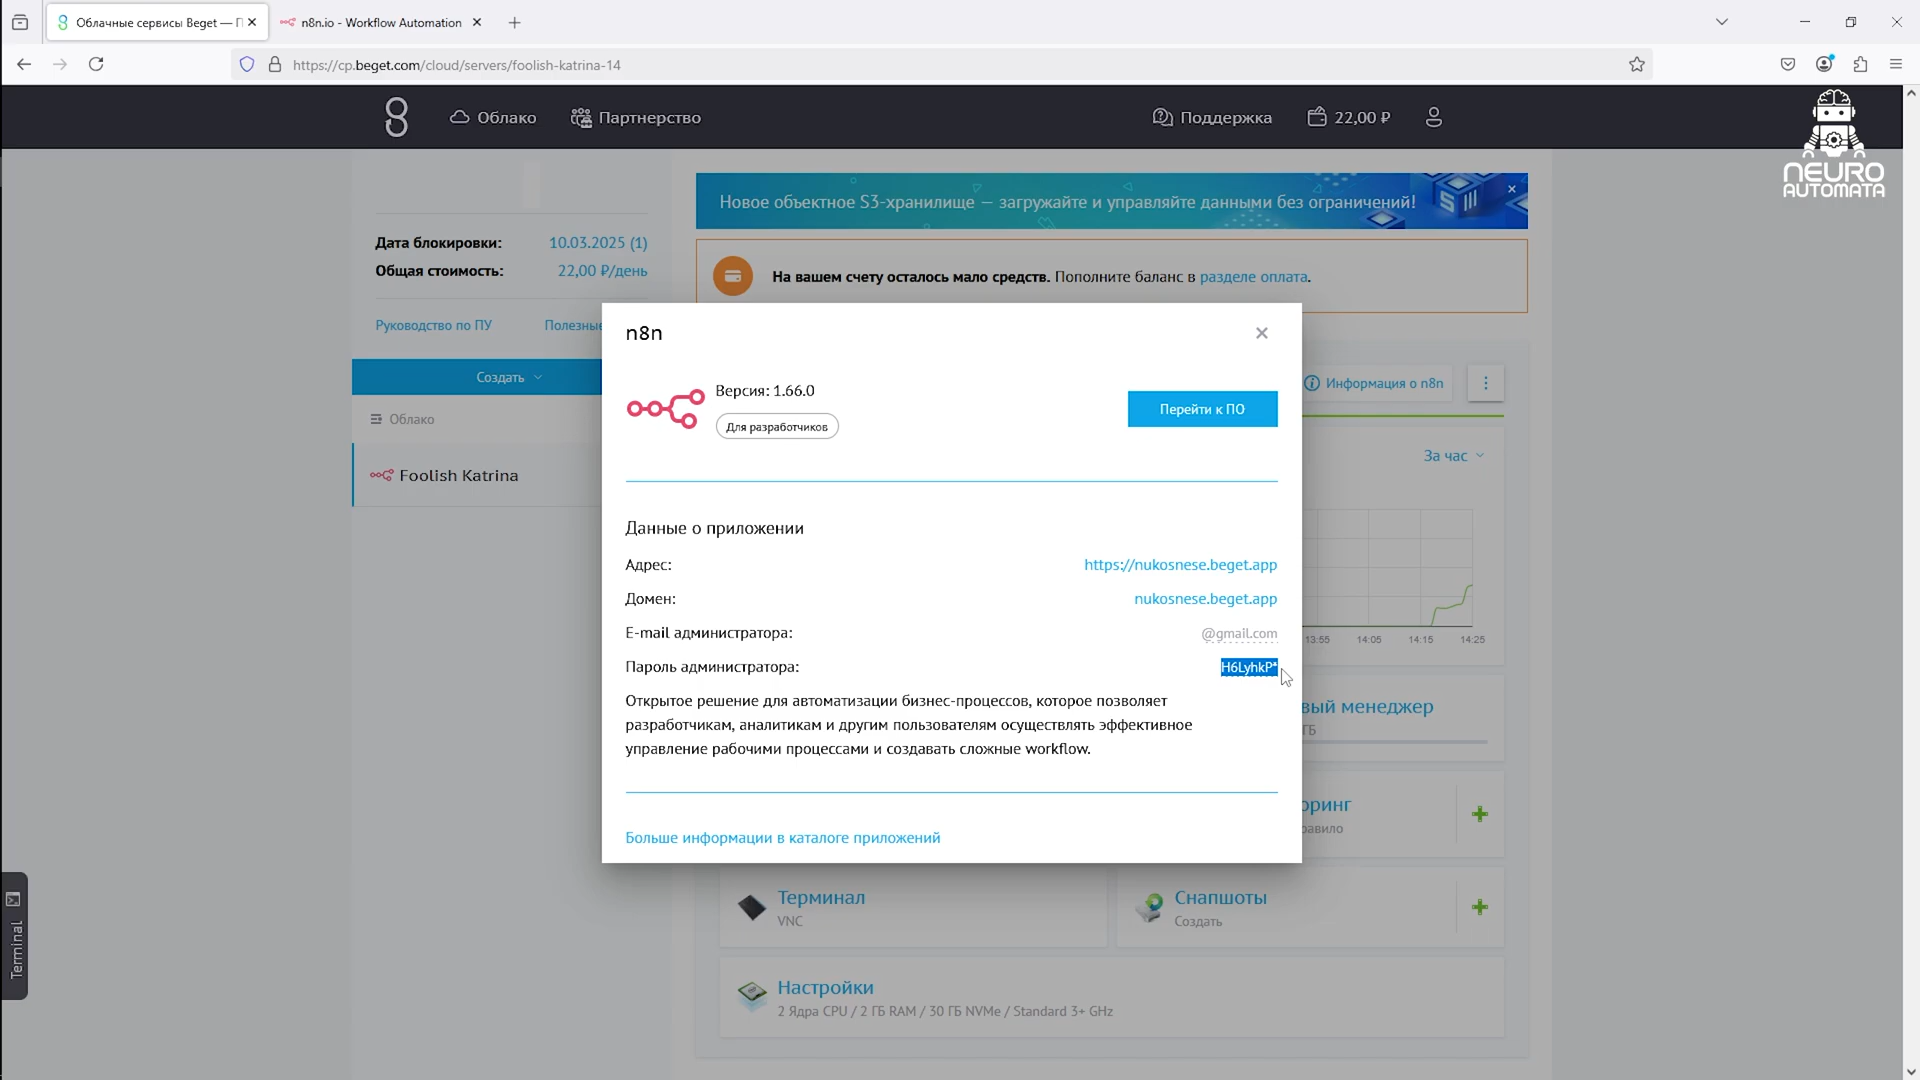 Облачные сервисы Beget — П
n8n.io - Workflow Automation
https://cp.beget.com/cloud/servers/foolish-katrina-14
Облако
Партнерство
Поддержка
22,00 ₽
NEURO
AUTOMATA
Новое объектное S3-хранилище — загружайте и управляйте данными без ограничений!
Дата блокировки: 10.03.2025 (1)
Общая стоимость: 22,00 ₽/день
На вашем счету осталось мало средств. Пополните баланс в разделе оплата.
Руководство по ПУ
Полезные
Создать
Облако
Foolish Katrina
n8n
Версия: 1.66.0
Для разработчиков
Перейти к ПО
Информация о n8n
За час
Данные о приложении
Адрес: https://nukosnese.beget.app
Домен: nukosnese.beget.app
E-mail администратора: @gmail.com
Пароль администратора: H6LyhkP*
Открытое решение для автоматизации бизнес-процессов, которое позволяет
разработчикам, аналитикам и другим пользователям осуществлять эффективное
управление рабочими процессами и создавать сложные workflow.
Больше информации в каталоге приложений
13:55 14:05 14:15 14:25
вый менеджер
ГБ
оринг
равило
Терминал
VNC
Снапшоты
Создать
Настройки
2 Ядра CPU / 2 ГБ RAM / 30 ГБ NVMe / Standard 3+ GHz
Terminal